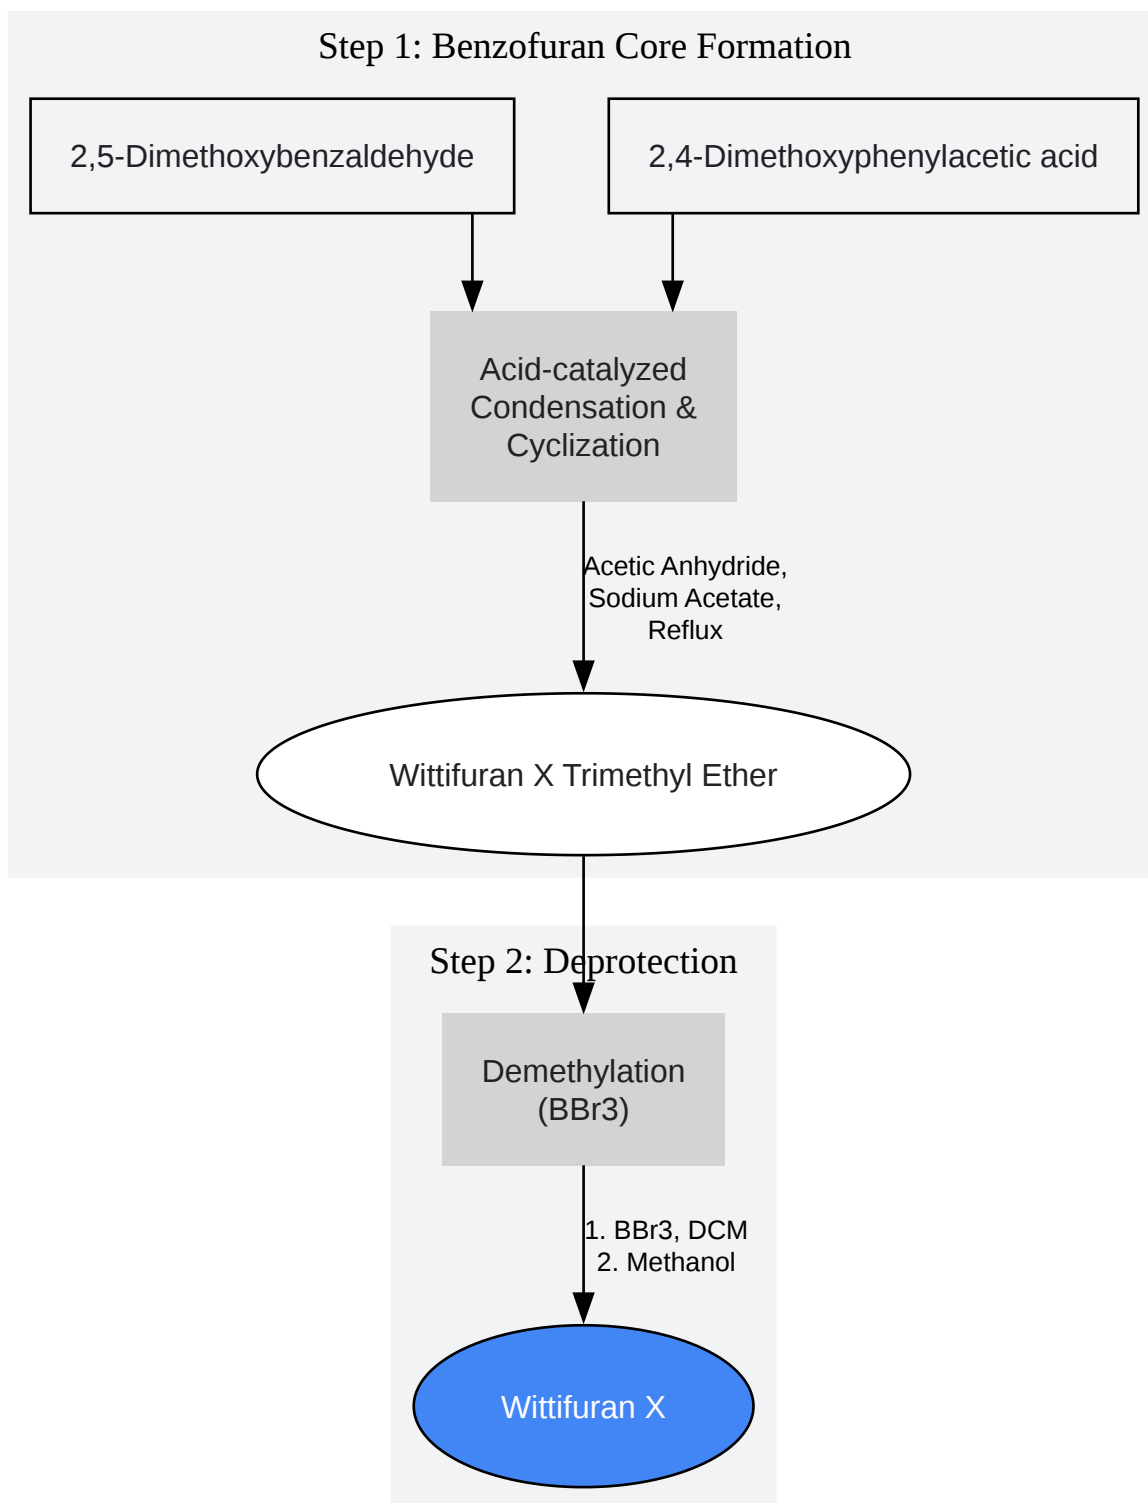 Step 1: Benzofuran Core Formation
2,5-Dimethoxybenzaldehyde
2,4-Dimethoxyphenylacetic acid
Acid-catalyzed
Condensation &
Cyclization
Acetic Anhydride,
Sodium Acetate,
Reflux
Wittifuran X Trimethyl Ether
Step 2: Deprotection
Demethylation
(BBr3)
1. BBr3, DCM
2. Methanol
Wittifuran X